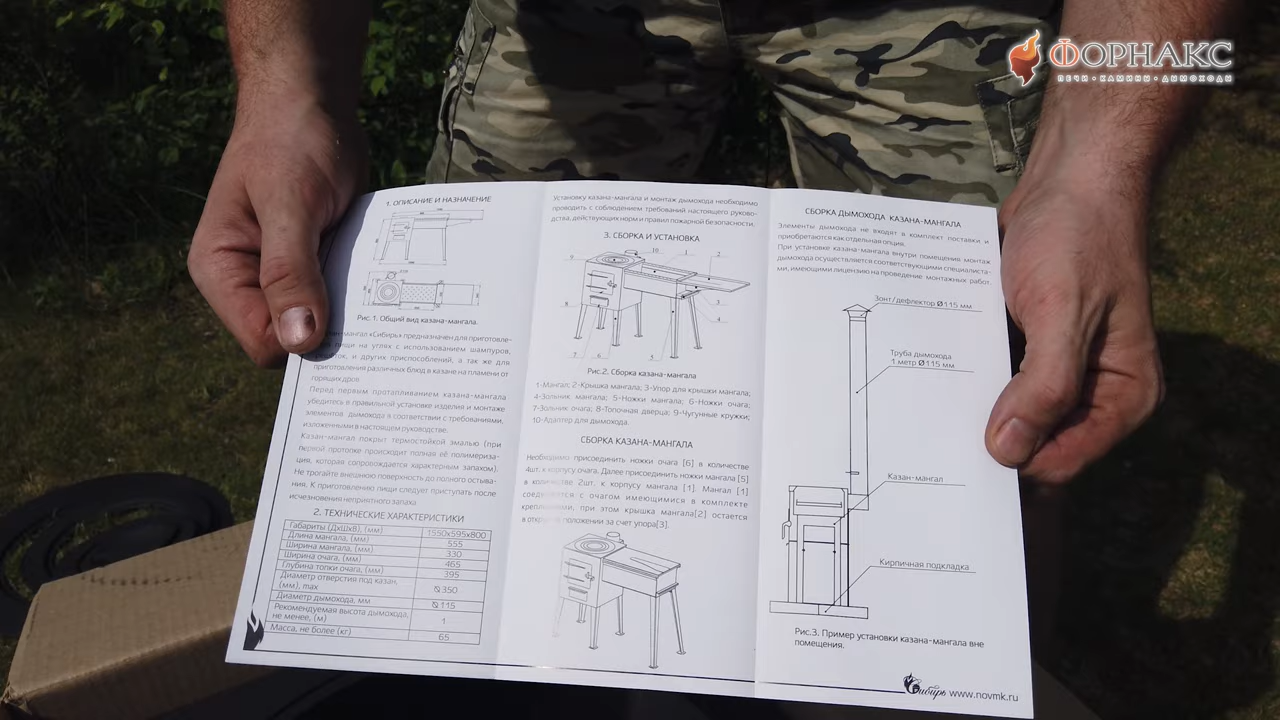 ФОРНАКС
ПЕЧИ • КАМИНЫ • ДЫМОХОДЫ
1. ОПИСАНИЕ И НАЗНАЧЕНИЕ
Рис.1. Общий вид казана-мангала.
мангал «Сибирь» предназначен для приготовле-
пищи на углях с использованием шампуров,
и других приспособлений, а так же для
приготовления различных блюд в казане на пламени от
горящих дров.
Перед первым протапливанием казана-мангала
убедитесь в правильной установке изделия и монтаже
элементов дымохода в соответствии с требованиями,
изложенными в настоящем руководстве.
Казан-мангал покрыт термостойкой эмалью (при
первой протопке происходит полная её полимериза-
ция, которая сопровождается характерным запахом).
Не трогайте внешнюю поверхность до полного остыва-
ния. К приготовлению пищи следует приступать после
исчезновения неприятного запаха
2. ТЕХНИЧЕСКИЕ ХАРАКТЕРИСТИКИ
Габариты (ДхШхВ), (мм) 1550х595х800
Длина мангала, (мм) 555
Ширина мангала, (мм) 330
Ширина очага, (мм) 465
Глубина топки очага, (мм) 395
Диаметр отверстия под казан, (мм), max Ø350
Диаметр дымохода, мм Ø115
Рекомендуемая высота дымохода, не менее, (м) 1
Масса, не более (кг) 65
Установку казана-мангала и монтаж дымохода необходимо
проводить с соблюдением требований настоящего руково-
дства, действующих норм и правил пожарной безопасности.
3. СБОРКА И УСТАНОВКА
9 10 1 2
3
8 4
7 6 5
Рис.2. Сборка казана-мангала
1-Мангал; 2-Крышка мангала; 3-Упор для крышки мангала;
4-Зольник мангала; 5-Ножки мангала; 6-Ножки очага;
7-Зольник очага; 8-Топочная дверца; 9-Чугунные кружки;
10-Адаптер для дымохода.
СБОРКА КАЗАНА-МАНГАЛА
Необходимо присоединить ножки очага [6] в количестве
4шт. к корпусу очага. Далее присоединить ножки мангала [5]
в количестве 2шт. к корпусу мангала [1]. Мангал [1]
соединяется с очагом имеющимися в комплекте
креплениями, при этом крышка мангала[2] остается
в открытом положении за счет упора[3].
СБОРКА ДЫМОХОДА КАЗАНА-МАНГАЛА
Элементы дымохода не входят в комплект поставки и
приобретаются как отдельная опция.
При установке казана-мангала внутри помещения монтаж
дымохода осуществляется соответствующими специалиста-
ми, имеющими лицензию на проведение монтажных работ.
Зонт/дефлектор Ø115 мм
Труба дымохода
1 метр Ø115 мм
Казан-мангал
Кирпичная подкладка
Рис.3. Пример установки казана-мангала вне
помещения.
Сибирь www.novmk.ru